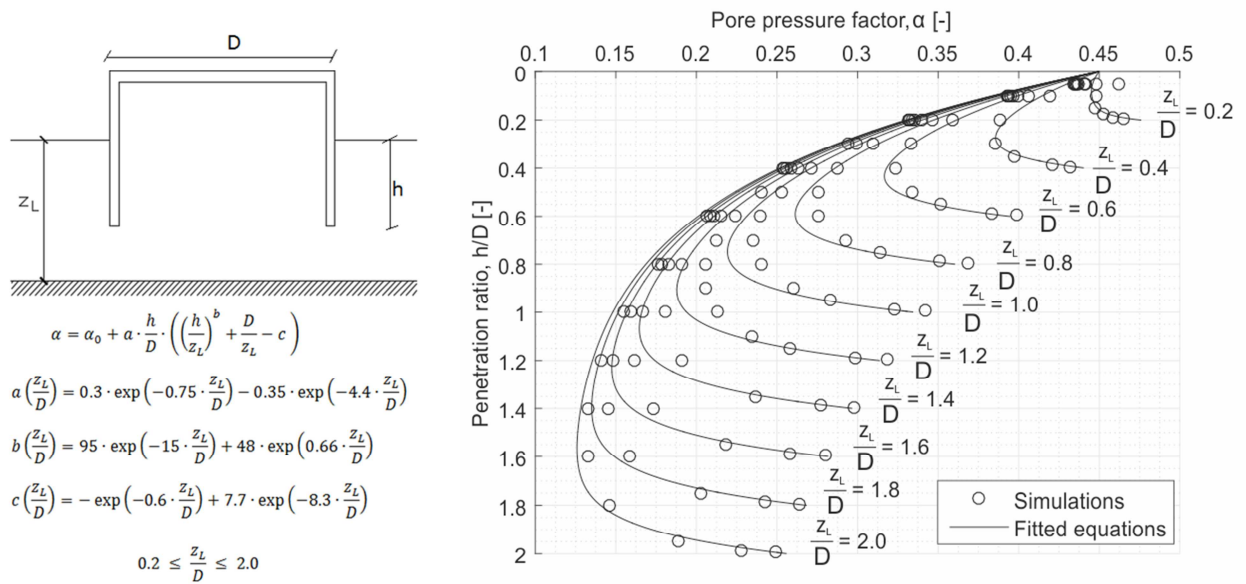 D
z_L
h
α = α₀ + a · h/D · ((h/z_L)^b + D/z_L − c)
a(z_L/D) = 0.3 · exp(−0.75 · z_L/D) − 0.35 · exp(−4.4 · z_L/D)
b(z_L/D) = 95 · exp(−15 · z_L/D) + 48 · exp(0.66 · z_L/D)
c(z_L/D) = − exp(−0.6 · z_L/D) + 7.7 · exp(−8.3 · z_L/D)
0.2 ≤ z_L/D ≤ 2.0
Pore pressure factor, α [-]
0.1 0.15 0.2 0.25 0.3 0.35 0.4 0.45 0.5
Penetration ratio, h/D [-]
0
0.2
0.4
0.6
0.8
1
1.2
1.4
1.6
1.8
2
z_L/D = 0.2
z_L/D = 0.4
z_L/D = 0.6
z_L/D = 0.8
z_L/D = 1.0
z_L/D = 1.2
z_L/D = 1.4
z_L/D = 1.6
z_L/D = 1.8
z_L/D = 2.0
Simulations
Fitted equations